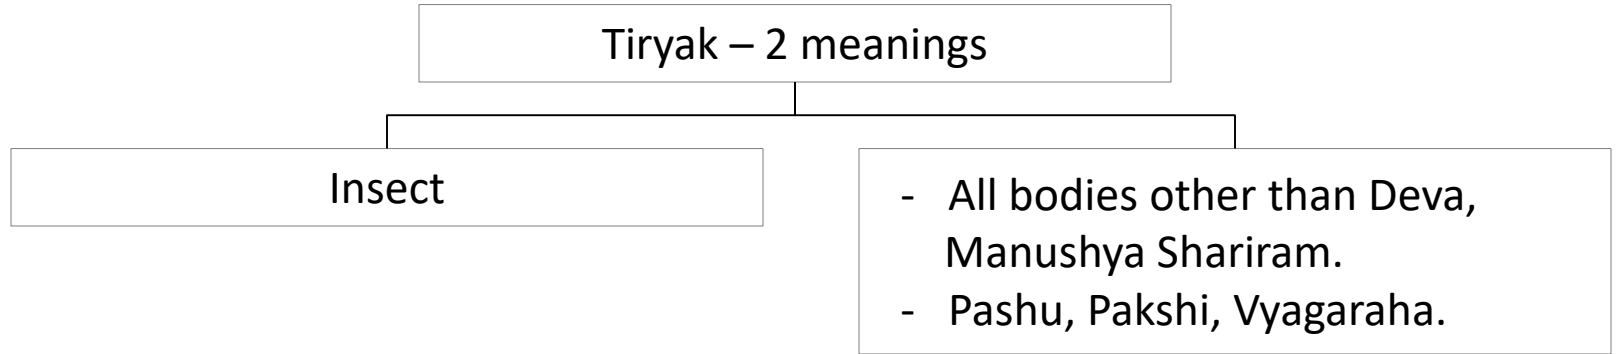 Tiryak – 2 meanings
Insect
- All bodies other than Deva,
Manushya Shariram.
- Pashu, Pakshi, Vyagaraha.